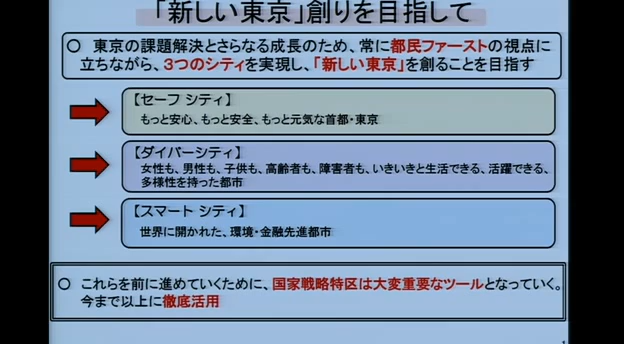 「新しい東京」創りを目指して
○ 東京の課題解決とさらなる成長のため、常に都民ファーストの視点に
立ちながら、３つのシティを実現し、「新しい東京」を創ることを目指す
【セーフ シティ】
もっと安心、もっと安全、もっと元気な首都・東京
【ダイバーシティ】
女性も、男性も、子供も、高齢者も、障害者も、いきいきと生活できる、活躍できる、
多様性を持った都市
【スマート シティ】
世界に開かれた、環境・金融先進都市
○ これらを前に進めていくために、国家戦略特区は大変重要なツールとなっていく。
今まで以上に徹底活用